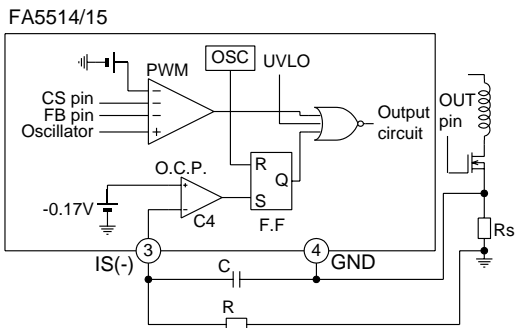 FA5514/15
PWM
OSC
UVLO
CS pin
FB pin
Oscillator
Output
circuit
OUT
pin
O.C.P.
R
Q
S
-0.17V
C4
F.F
Rs
3
4
IS(-)
GND
C
R